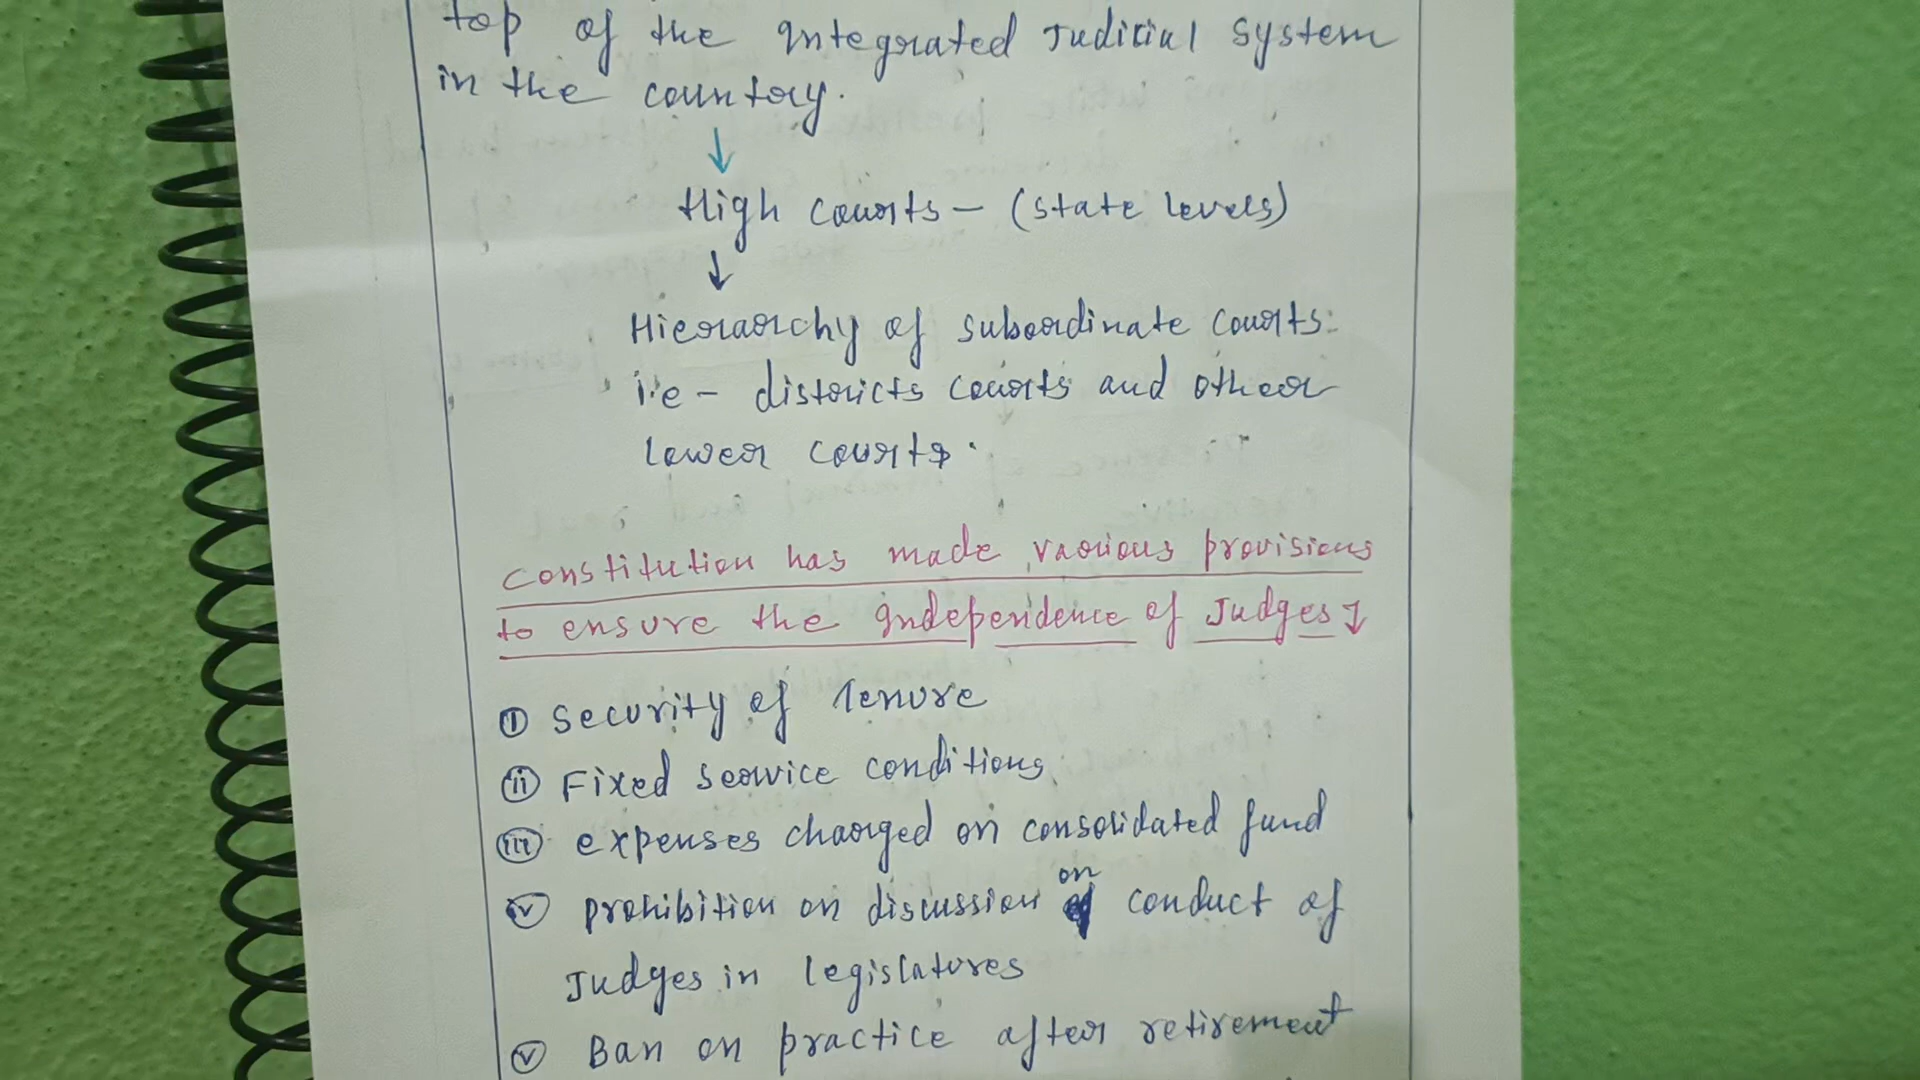 top of the Integrated Judicial System
in the country.
↓
High Courts - (State levels)
↓
Hierarchy of subordinate courts:
i.e - districts courts and other
lower courts.
Constitution has made various provisions
to ensure the Independence of Judges ↓
(i) Security of Tenure
(ii) Fixed service conditions
(iii) expenses charged on consolidated fund
(iv) prohibition on discussion on conduct of
Judges in legislatures
(v) Ban on practice after retirement